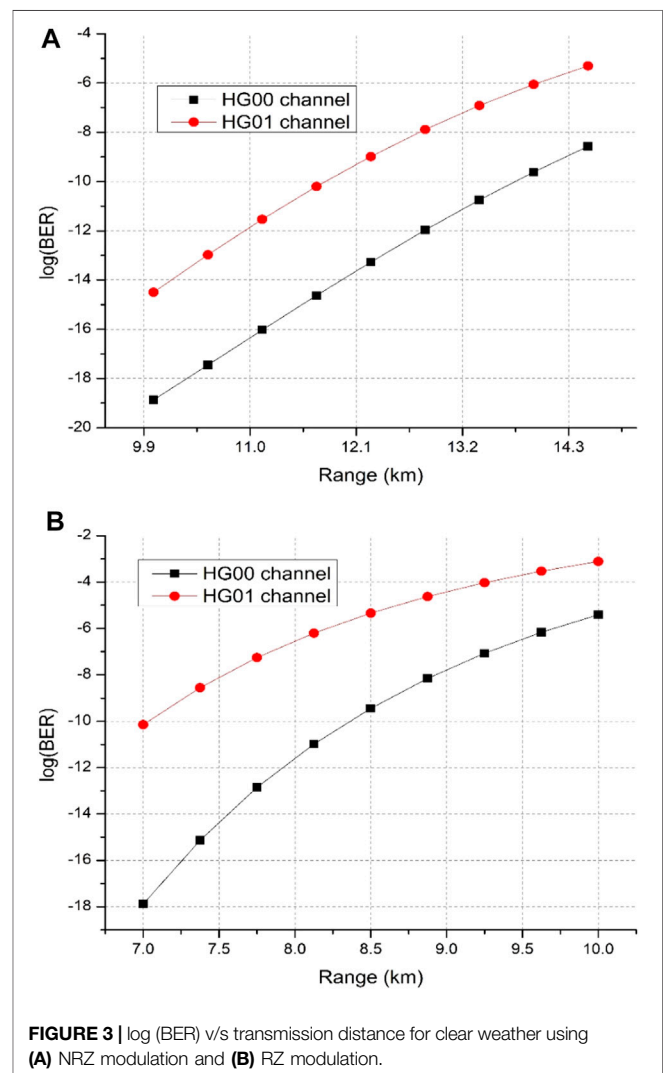 A
-4
-6
-8
-10
-12
-14
-16
-18
-20
log(BER)
HG00 channel
HG01 channel
9.9 11.0 12.1 13.2 14.3
Range (km)
B
-2
-4
-6
-8
-10
-12
-14
-16
-18
log(BER)
HG00 channel
HG01 channel
7.0 7.5 8.0 8.5 9.0 9.5 10.0
Range (km)
FIGURE 3 | log (BER) v/s transmission distance for clear weather using
(A) NRZ modulation and (B) RZ modulation.